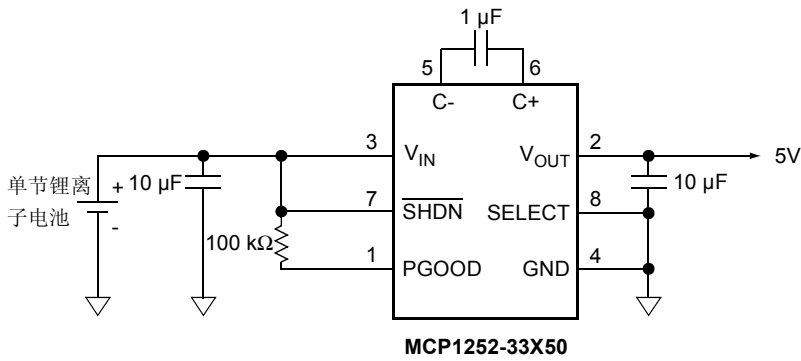 1 µF
5 6
C- C+
3 VIN VOUT 2 5V
单节锂离
子电池
+ 10 µF
-
7 SHDN SELECT 8 10 µF
100 kΩ
1 PGOOD GND 4
MCP1252-33X50